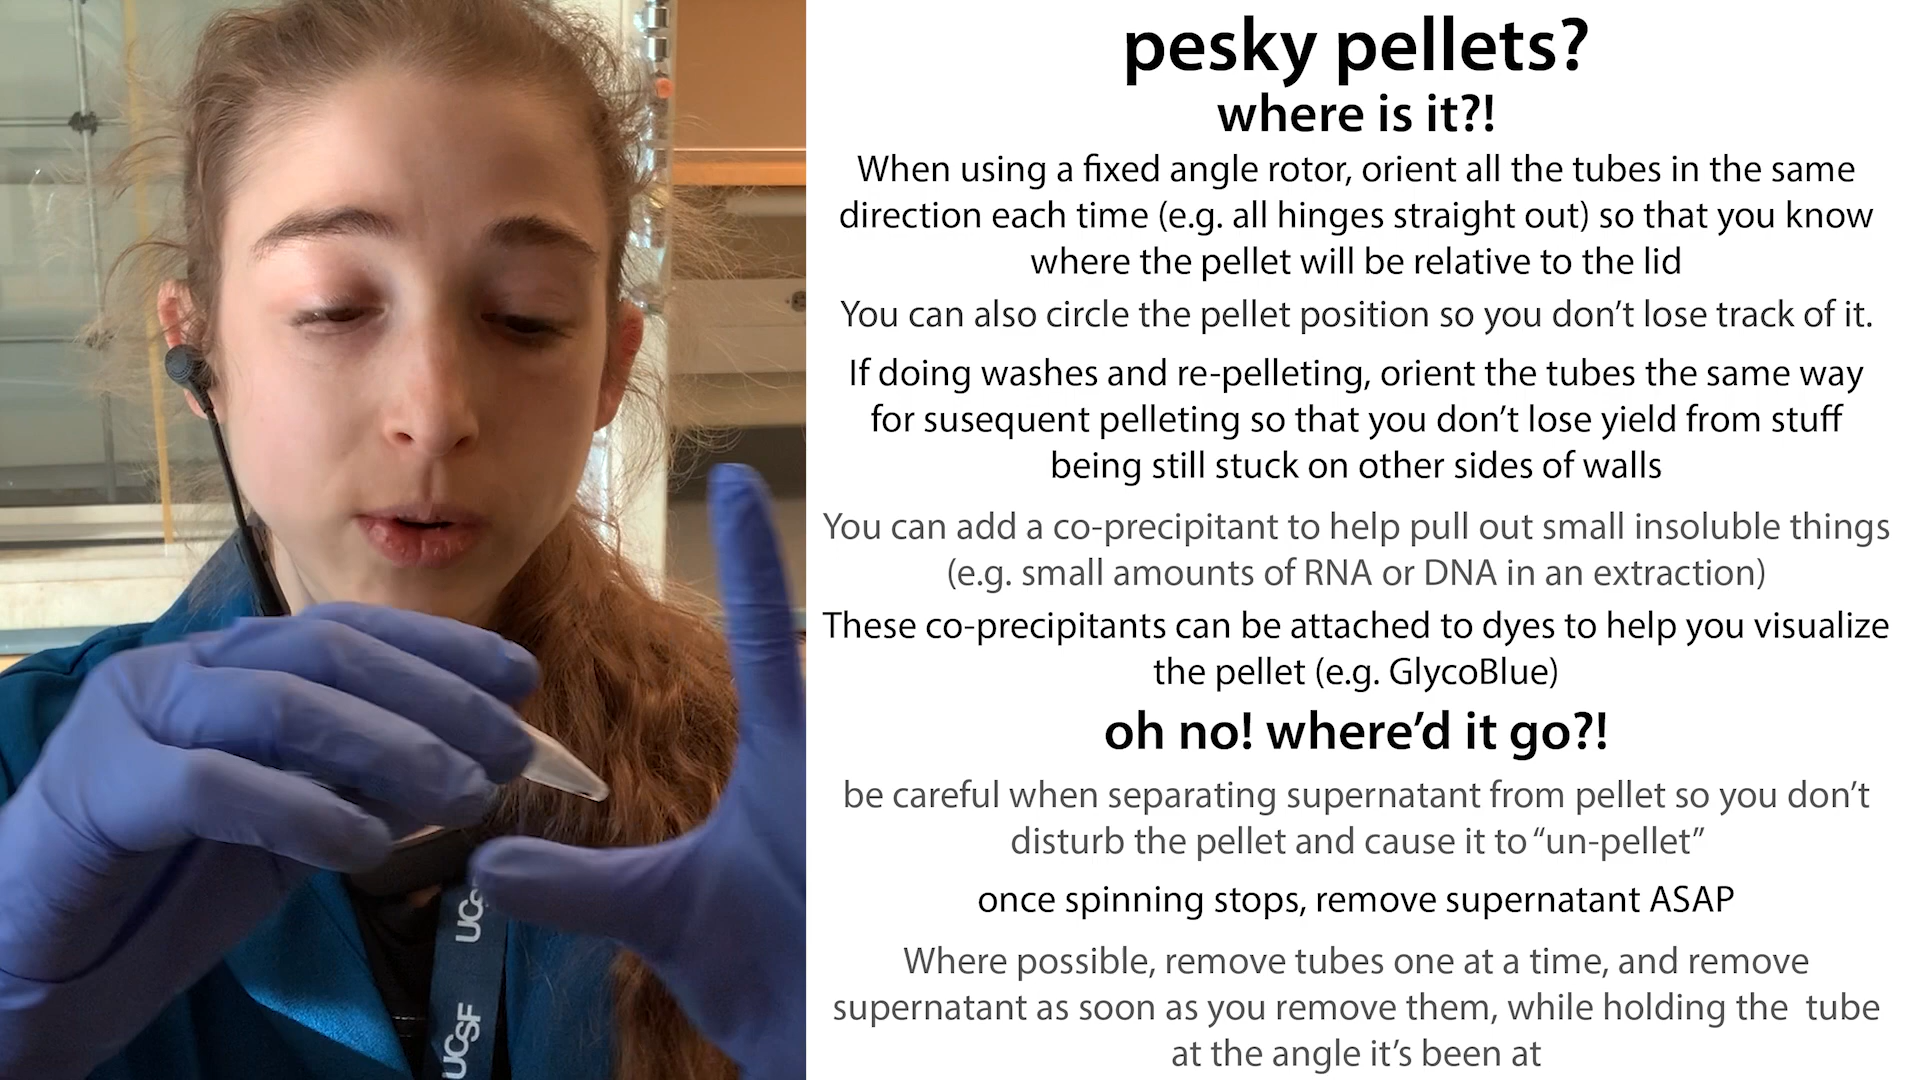 pesky pellets?
where is it?!
When using a fixed angle rotor, orient all the tubes in the same
direction each time (e.g. all hinges straight out) so that you know
where the pellet will be relative to the lid
You can also circle the pellet position so you don’t lose track of it.
If doing washes and re-pelleting, orient the tubes the same way
for susequent pelleting so that you don’t lose yield from stuff
being still stuck on other sides of walls
You can add a co-precipitant to help pull out small insoluble things
(e.g. small amounts of RNA or DNA in an extraction)
These co-precipitants can be attached to dyes to help you visualize
the pellet (e.g. GlycoBlue)
oh no! where’d it go?!
be careful when separating supernatant from pellet so you don’t
disturb the pellet and cause it to “un-pellet”
once spinning stops, remove supernatant ASAP
Where possible, remove tubes one at a time, and remove
supernatant as soon as you remove them, while holding the tube
at the angle it’s been at
UCSF